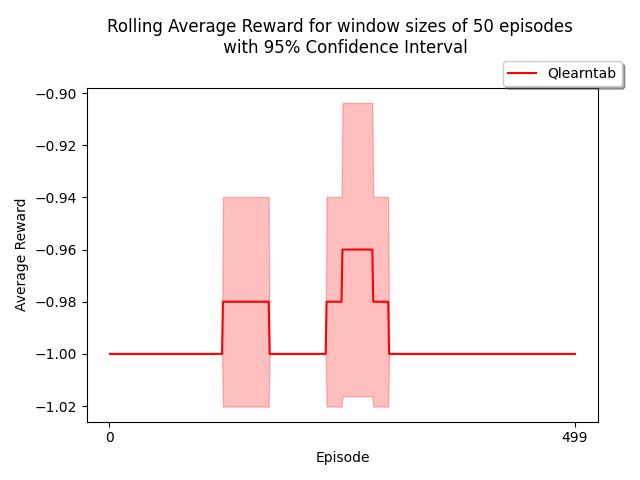 Rolling Average Reward for window sizes of 50 episodes
with 95% Confidence Interval
Qlearntab
−0.90
−0.92
−0.94
−0.96
−0.98
−1.00
−1.02
Average Reward
0
499
Episode